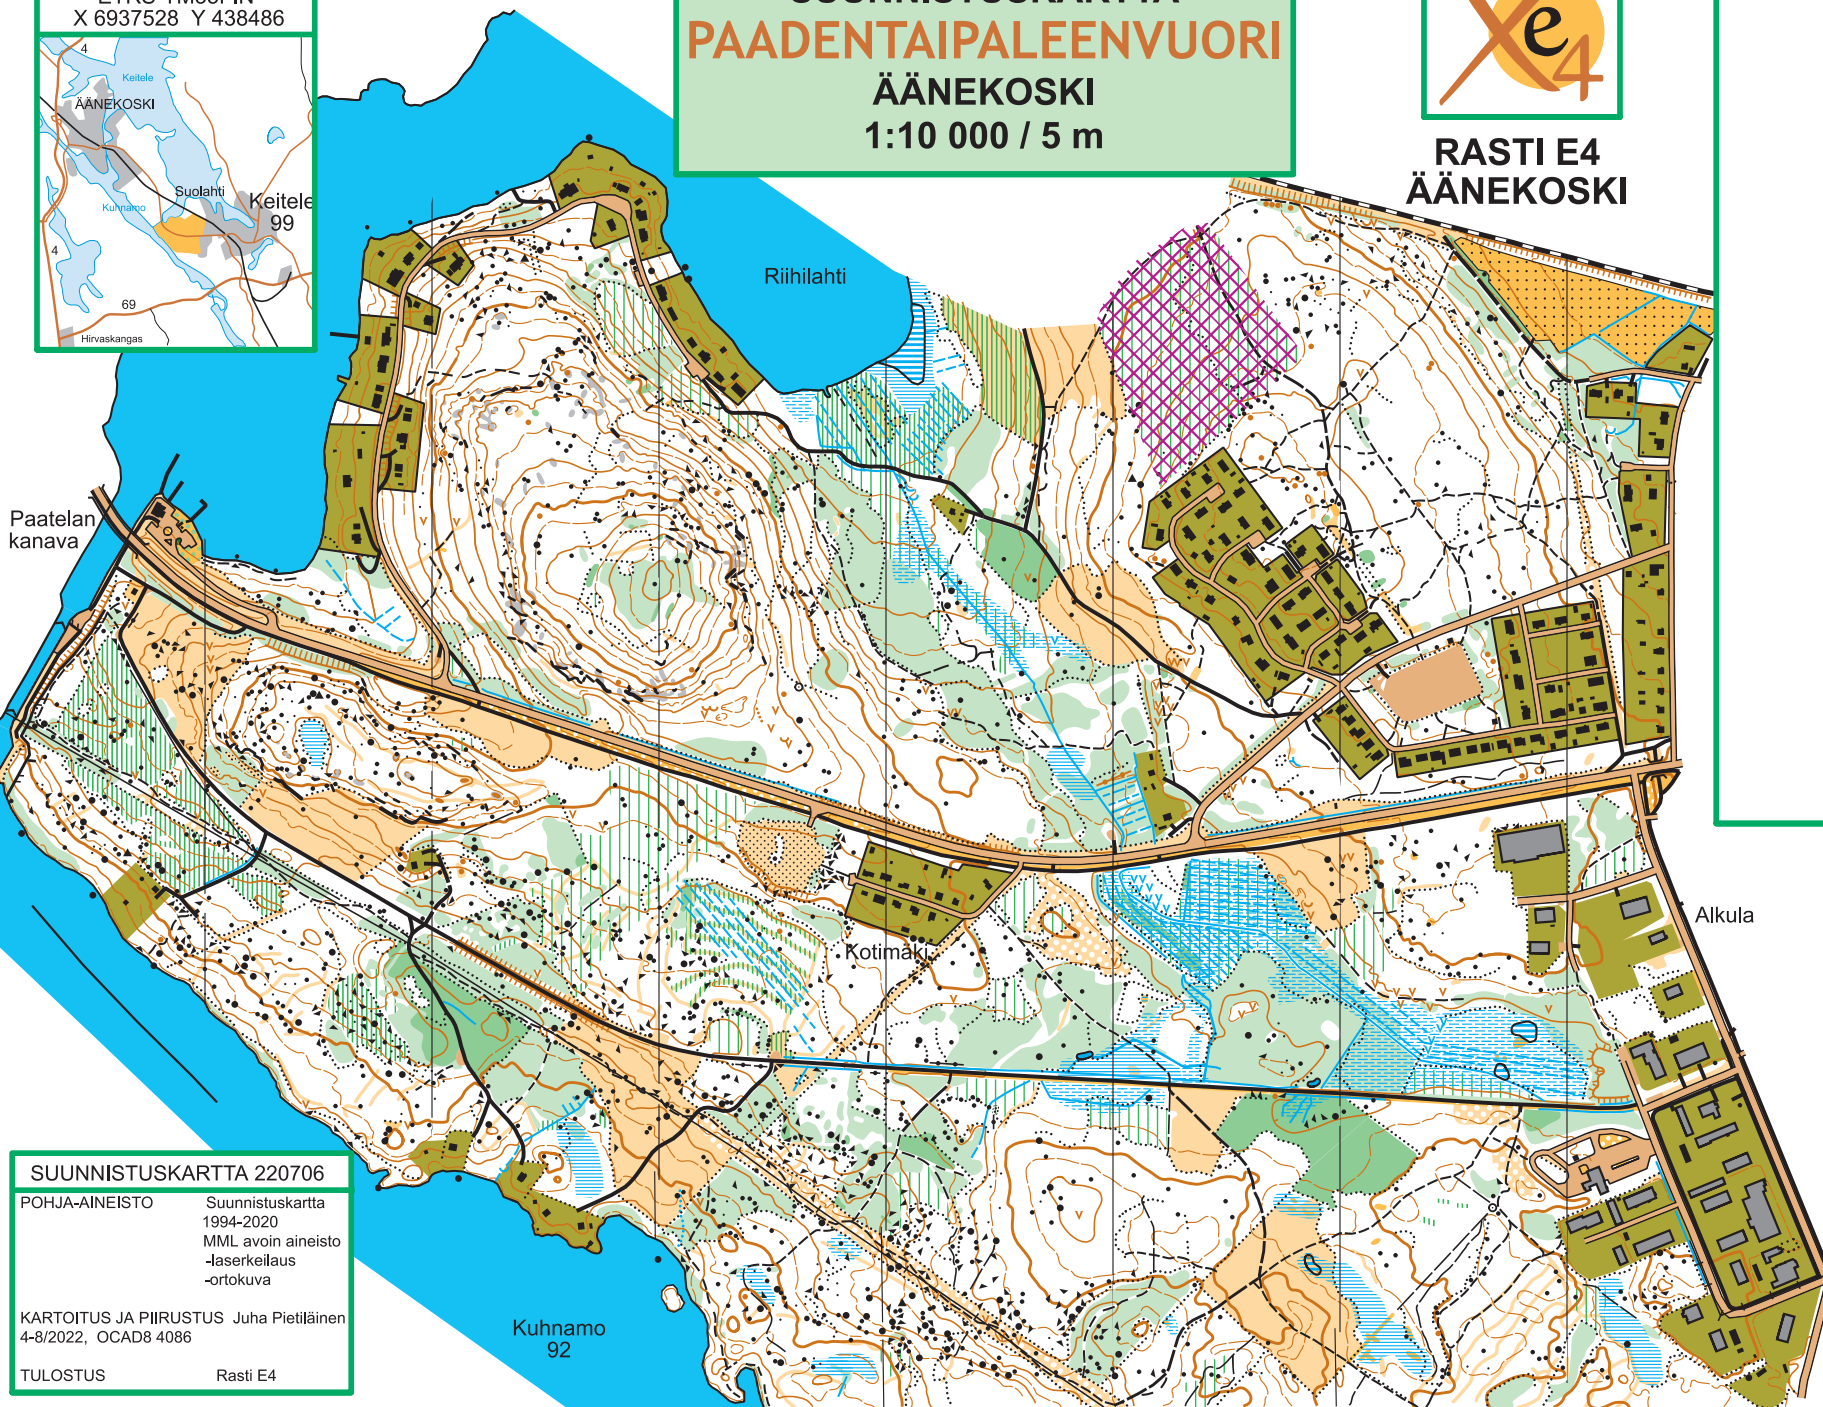 X 6937528  Y 438486
4
Keitele
ÄÄNEKOSKI
Suolahti
Kuhnamo
Keitele
99
4
69
Hirvaskangas
SUUNNISTUSKARTTA
PAADENTAIPALEENVUORI
ÄÄNEKOSKI
1:10 000 / 5 m
Xe4
RASTI E4
ÄÄNEKOSKI
Riihilahti
Paatelan
kanava
Alkula
Kotimäki
Kuhnamo
92
SUUNNISTUSKARTTA 220706
POHJA-AINEISTO Suunnistuskartta
1994-2020
MML avoin aineisto
-laserkeilaus
-ortokuva
KARTOITUS JA PIIRUSTUS Juha Pietiläinen
4-8/2022, OCAD8 4086
TULOSTUS Rasti E4